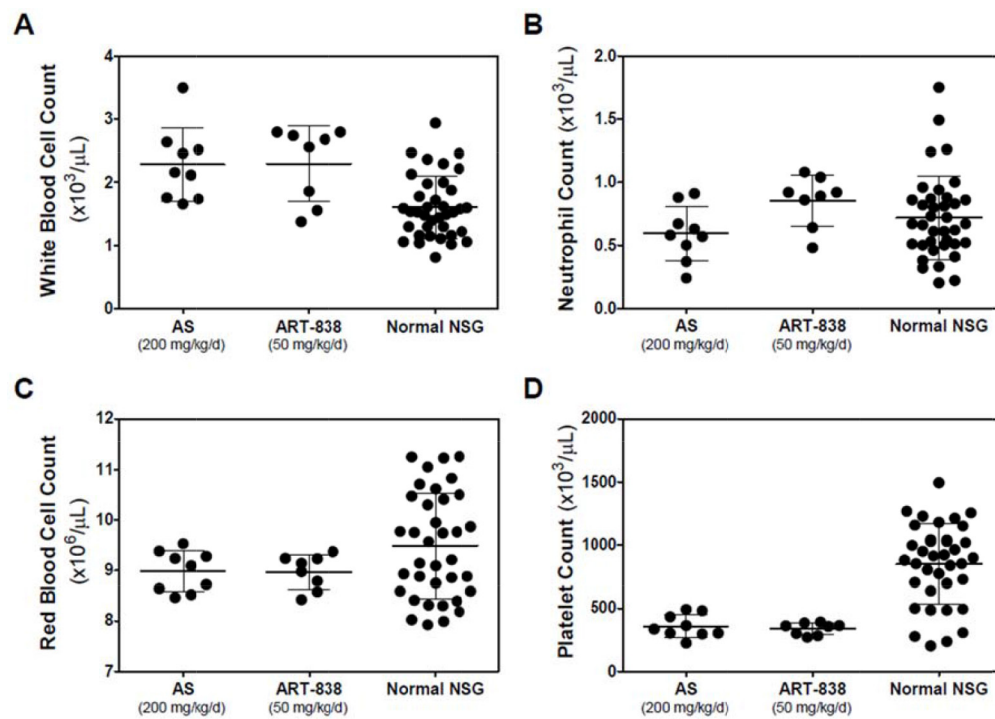 A
White Blood Cell Count
(x10³/μL)
4
3
2
1
0
AS
(200 mg/kg/d)
ART-838
(50 mg/kg/d)
Normal NSG
B
Neutrophil Count (x10³/μL)
2.0
1.5
1.0
0.5
0.0
AS
(200 mg/kg/d)
ART-838
(50 mg/kg/d)
Normal NSG
C
Red Blood Cell Count
(x10⁶/μL)
12
11
10
9
8
7
AS
(200 mg/kg/d)
ART-838
(50 mg/kg/d)
Normal NSG
D
Platelet Count (x10³/μL)
2000
1500
1000
500
0
AS
(200 mg/kg/d)
ART-838
(50 mg/kg/d)
Normal NSG